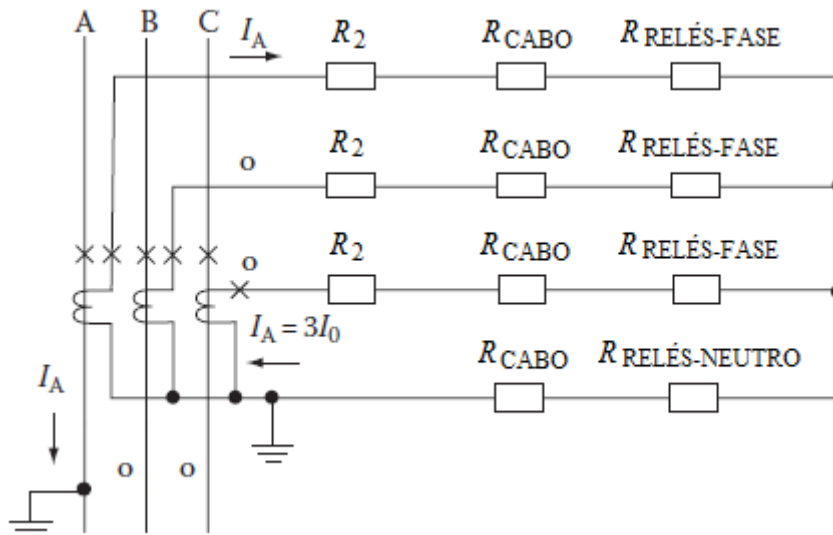 A B C I_A R_2 R_CABO R_RELÉS-FASE
o R_2 R_CABO R_RELÉS-FASE
o R_2 R_CABO R_RELÉS-FASE
I_A = 3I_0 R_CABO R_RELÉS-NEUTRO
I_A
o o